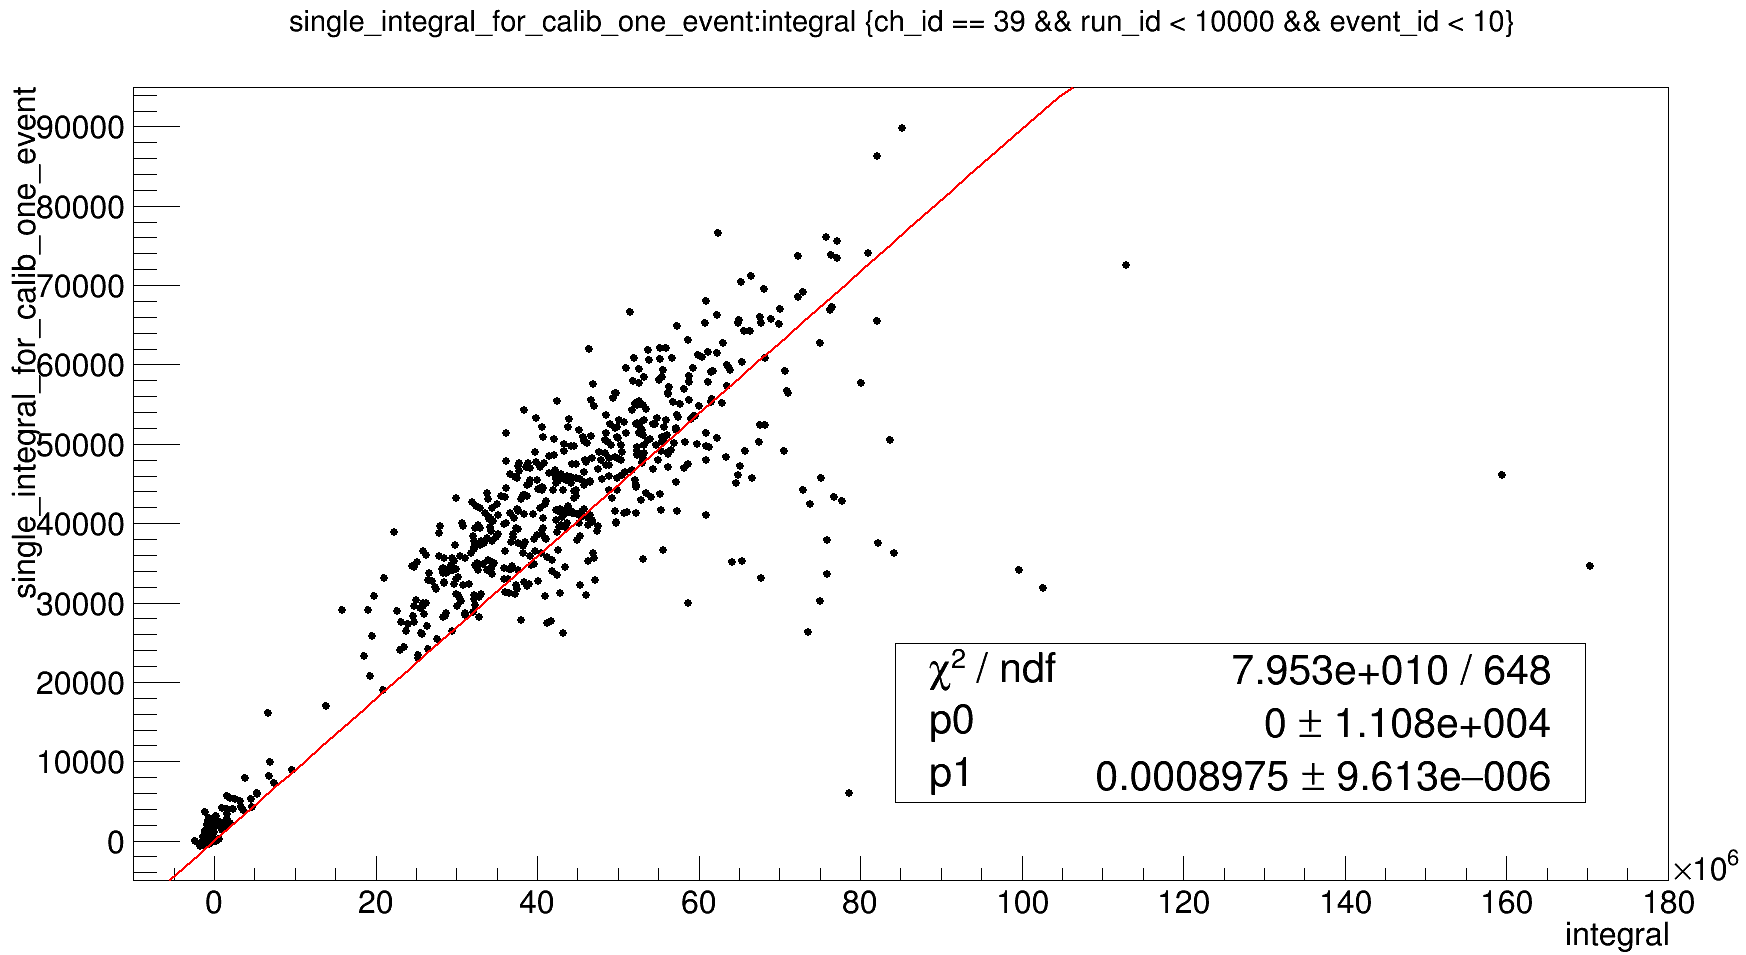 single_integral_for_calib_one_event:integral {ch_id == 39 && run_id < 10000 && event_id < 10}
single_integral_for_calib_one_event
90000
80000
70000
60000
50000
40000
30000
20000
10000
0
χ² / ndf 7.953e+010 / 648
p0 0 ± 1.108e+004
p1 0.0008975 ± 9.613e−006
0 20 40 60 80 100 120 140 160 180
×10⁶
integral